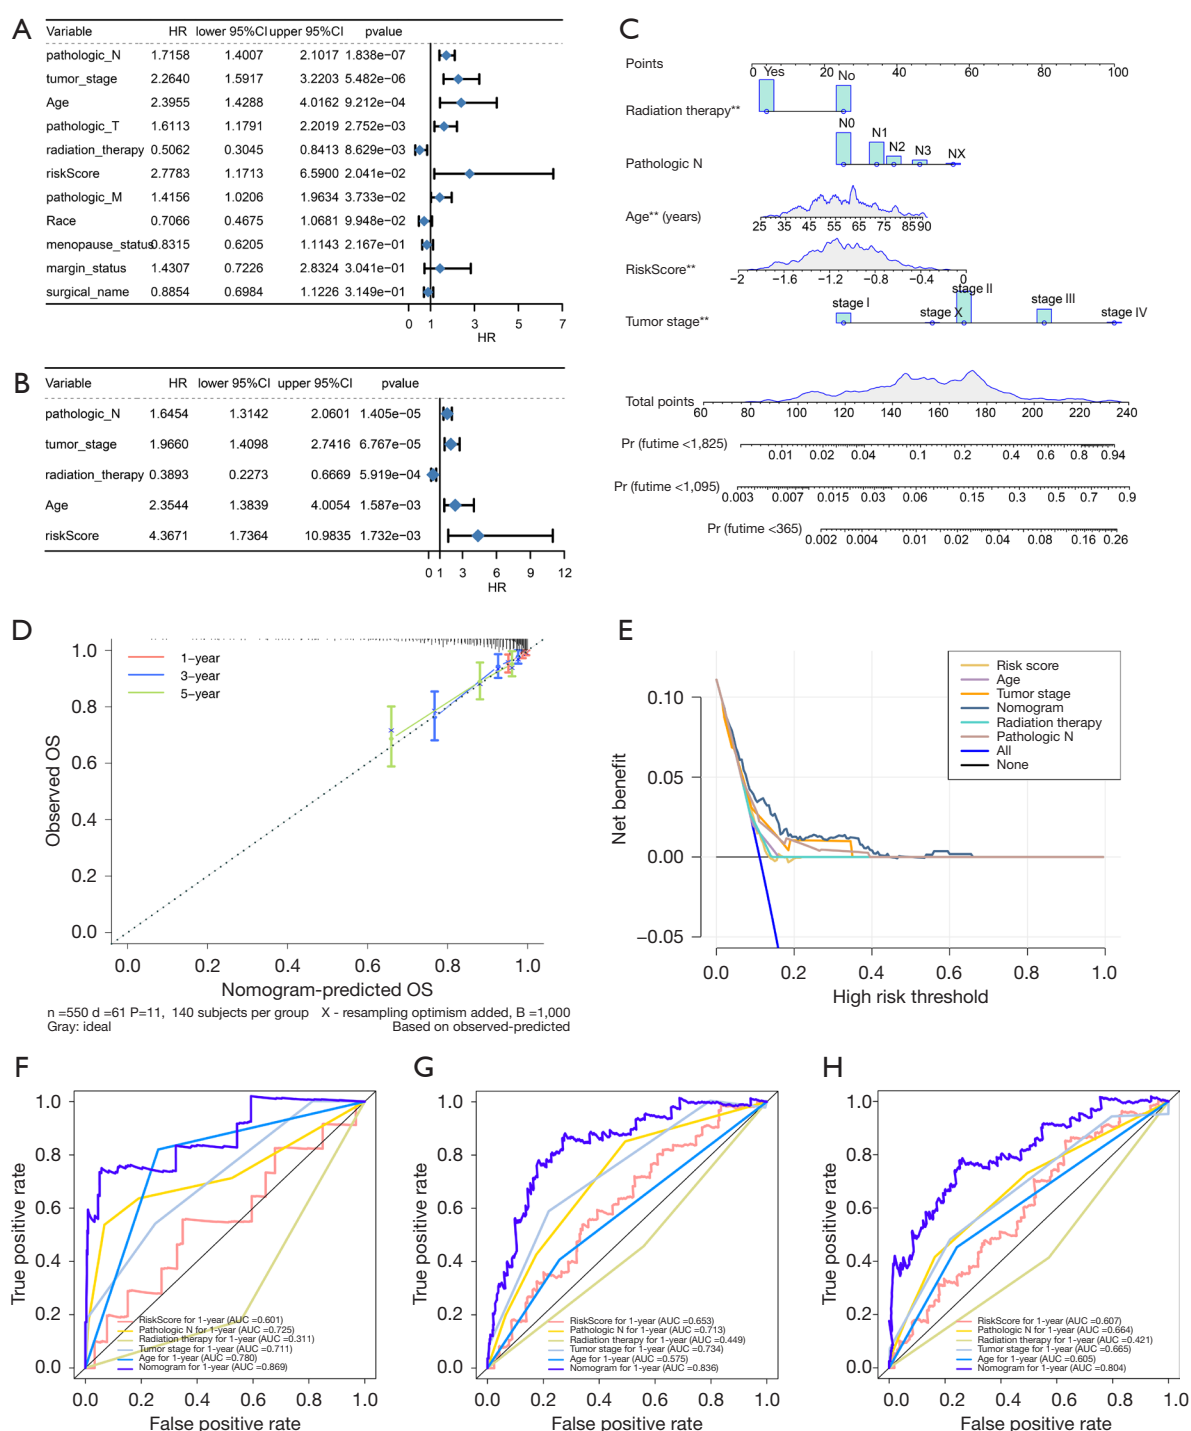 A
Variable HR lower 95%CI upper 95%CI pvalue
pathologic_N 1.7158 1.4007 2.1017 1.838e-07
tumor_stage 2.2640 1.5917 3.2203 5.482e-06
Age 2.3955 1.4288 4.0162 9.212e-04
pathologic_T 1.6113 1.1791 2.2019 2.752e-03
radiation_therapy 0.5062 0.3045 0.8413 8.629e-03
riskScore 2.7783 1.1713 6.5900 2.041e-02
pathologic_M 1.4156 1.0206 1.9634 3.733e-02
Race 0.7066 0.4675 1.0681 9.948e-02
menopause_status 0.8315 0.6205 1.1143 2.167e-01
margin_status 1.4307 0.7226 2.8324 3.041e-01
surgical_name 0.8854 0.6984 1.1226 3.149e-01
0 1 3 5 7
HR
B
Variable HR lower 95%CI upper 95%CI pvalue
pathologic_N 1.6454 1.3142 2.0601 1.405e-05
tumor_stage 1.9660 1.4098 2.7416 6.767e-05
radiation_therapy 0.3893 0.2273 0.6669 5.919e-04
Age 2.3544 1.3839 4.0054 1.587e-03
riskScore 4.3671 1.7364 10.9835 1.732e-03
0 1 3 6 9 12
HR
C
Points
0 20 40 60 80 100
Yes No
Radiation therapy**
N0 N1 N2 N3 NX
Pathologic N
Age** (years)
25 35 45 55 65 75 85 90
RiskScore**
−2 −1.6 −1.2 −0.8 −0.4 0
stage I stage X stage II stage III stage IV
Tumor stage**
Total points
60 80 100 120 140 160 180 200 220 240
Pr (futime <1,825)
0.01 0.02 0.04 0.1 0.2 0.4 0.6 0.8 0.94
Pr (futime <1,095)
0.003 0.007 0.015 0.03 0.06 0.15 0.3 0.5 0.7 0.9
Pr (futime <365)
0.002 0.004 0.01 0.02 0.04 0.08 0.16 0.26
D
1−year
3−year
5−year
Observed OS
1.0
0.8
0.6
0.4
0.2
0.0
0.0 0.2 0.4 0.6 0.8 1.0
Nomogram-predicted OS
n =550 d =61 P=11, 140 subjects per group X - resampling optimism added, B =1,000
Gray: ideal Based on observed-predicted
E
Risk score
Age
Tumor stage
Nomogram
Radiation therapy
Pathologic N
All
None
Net benefit
0.10
0.05
0.00
−0.05
0.0 0.2 0.4 0.6 0.8 1.0
High risk threshold
F
True positive rate
1.0
0.8
0.6
0.4
0.2
0.0
RiskScore for 1-year (AUC =0.601)
Pathologic N for 1-year (AUC =0.725)
Radiation therapy for 1-year (AUC =0.311)
Tumor stage for 1-year (AUC =0.711)
Age for 1-year (AUC =0.780)
Nomogram for 1-year (AUC =0.869)
0.0 0.2 0.4 0.6 0.8 1.0
False positive rate
G
True positive rate
1.0
0.8
0.6
0.4
0.2
0.0
RiskScore for 1-year (AUC =0.653)
Pathologic N for 1-year (AUC =0.713)
Radiation therapy for 1-year (AUC =0.449)
Tumor stage for 1-year (AUC =0.734)
Age for 1-year (AUC =0.575)
Nomogram for 1-year (AUC =0.836)
0.0 0.2 0.4 0.6 0.8 1.0
False positive rate
H
True positive rate
1.0
0.8
0.6
0.4
0.2
0.0
RiskScore for 1-year (AUC =0.607)
Pathologic N for 1-year (AUC =0.664)
Radiation therapy for 1-year (AUC =0.421)
Tumor stage for 1-year (AUC =0.665)
Age for 1-year (AUC =0.605)
Nomogram for 1-year (AUC =0.804)
0.0 0.2 0.4 0.6 0.8 1.0
False positive rate